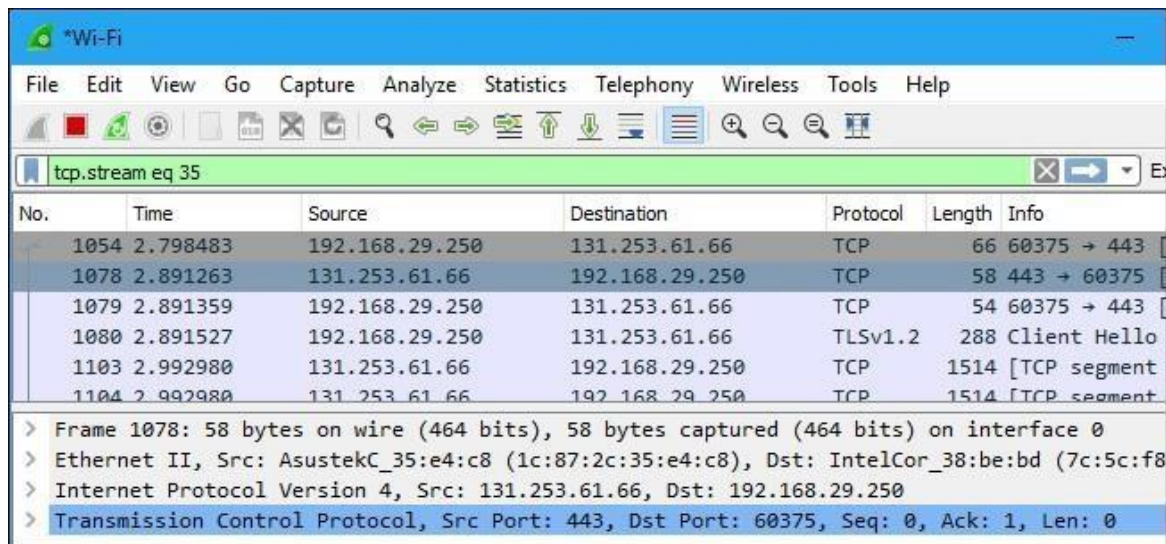 *Wi-Fi
File Edit View Go Capture Analyze Statistics Telephony Wireless Tools Help
tcp.stream eq 35 Ex
No. Time Source Destination Protocol Length Info
1054 2.798483 192.168.29.250 131.253.61.66 TCP 66 60375 → 443 [
1078 2.891263 131.253.61.66 192.168.29.250 TCP 58 443 → 60375 [
1079 2.891359 192.168.29.250 131.253.61.66 TCP 54 60375 → 443 [
1080 2.891527 192.168.29.250 131.253.61.66 TLSv1.2 288 Client Hello
1103 2.992980 131.253.61.66 192.168.29.250 TCP 1514 [TCP segment
1104 2.992980 131.253.61.66 192.168.29.250 TCP 1514 [TCP segment
> Frame 1078: 58 bytes on wire (464 bits), 58 bytes captured (464 bits) on interface 0
> Ethernet II, Src: AsustekC_35:e4:c8 (1c:87:2c:35:e4:c8), Dst: IntelCor_38:be:bd (7c:5c:f8
> Internet Protocol Version 4, Src: 131.253.61.66, Dst: 192.168.29.250
> Transmission Control Protocol, Src Port: 443, Dst Port: 60375, Seq: 0, Ack: 1, Len: 0